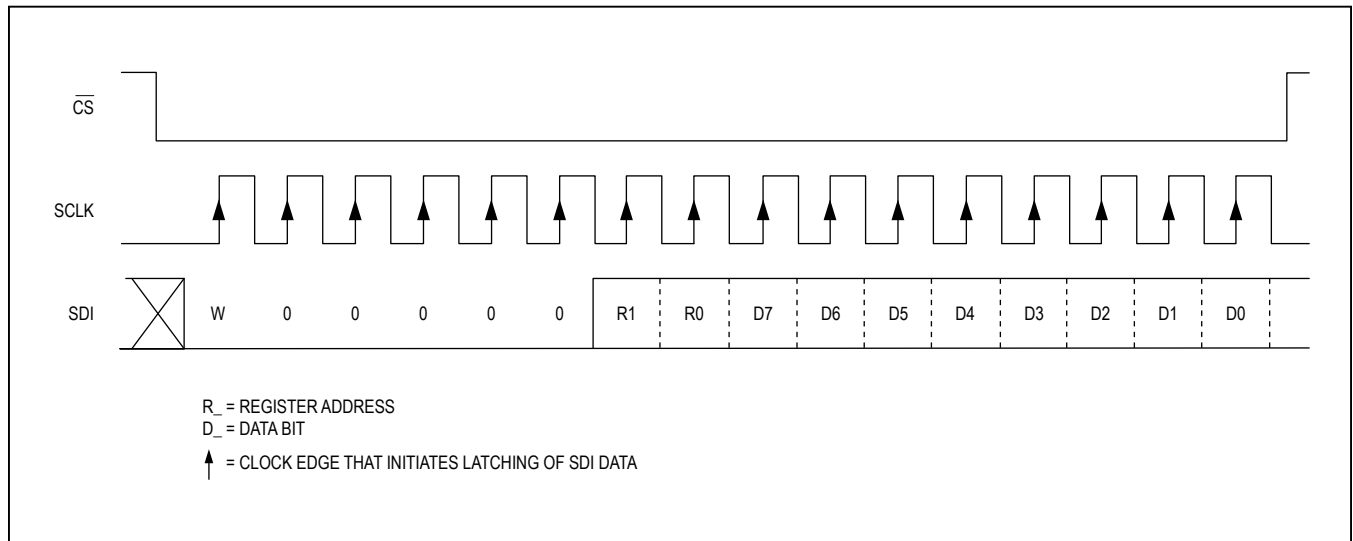 C̅S̅
SCLK
SDI W 0 0 0 0 0 R1 R0 D7 D6 D5 D4 D3 D2 D1 D0
R_ = REGISTER ADDRESS
D_ = DATA BIT
= CLOCK EDGE THAT INITIATES LATCHING OF SDI DATA